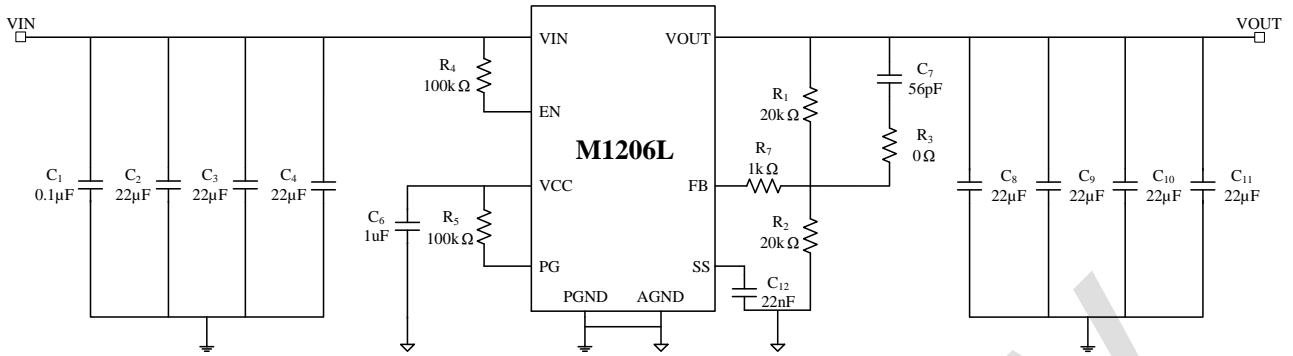 VIN
VOUT
VIN
VOUT
R4
100kΩ
EN
C7
56pF
R1
20kΩ
R3
0Ω
M1206L
R7
1kΩ
FB
VCC
C1
0.1μF
C2
22μF
C3
22μF
C4
22μF
C6
1uF
R5
100kΩ
R2
20kΩ
C8
22μF
C9
22μF
C10
22μF
C11
22μF
PG
SS
C12
22nF
PGND
AGND